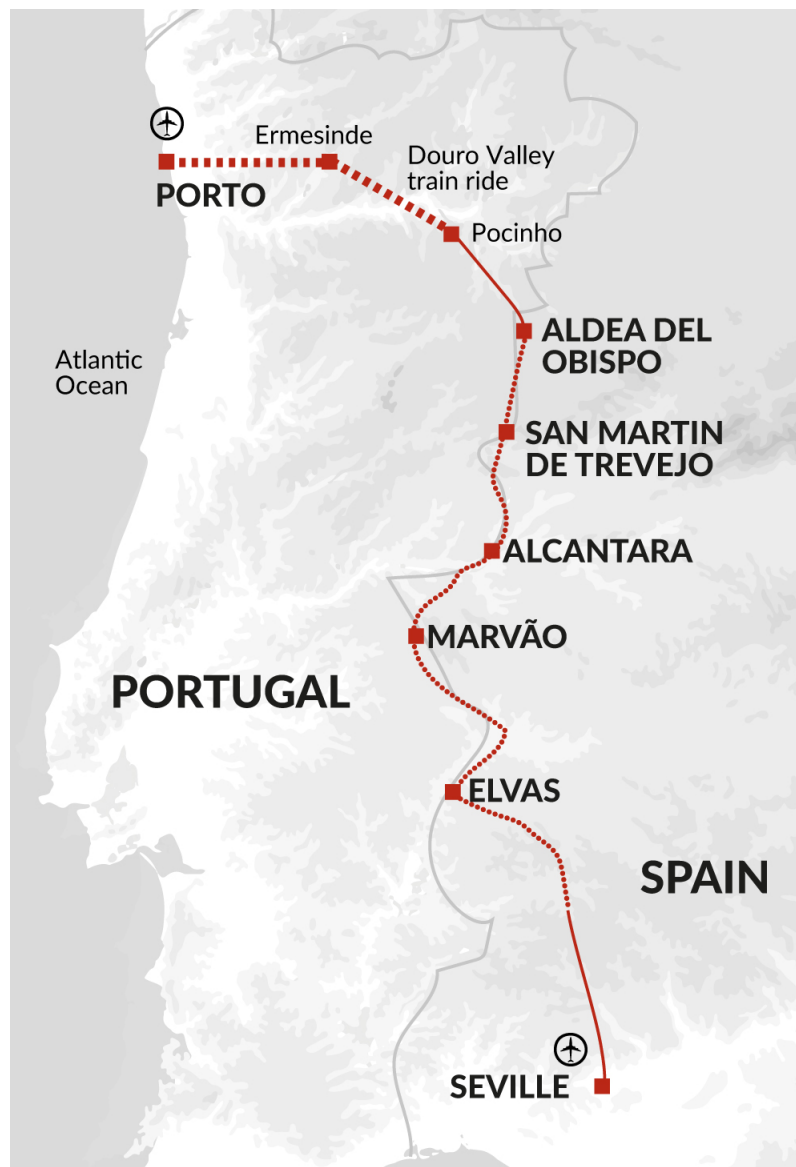 Ermesinde
Douro Valley
train ride
PORTO
Pocinho
ALDEA DEL
OBISPO
Atlantic
Ocean
SAN MARTIN
DE TREVEJO
ALCANTARA
MARVÃO
PORTUGAL
ELVAS
SPAIN
SEVILLE